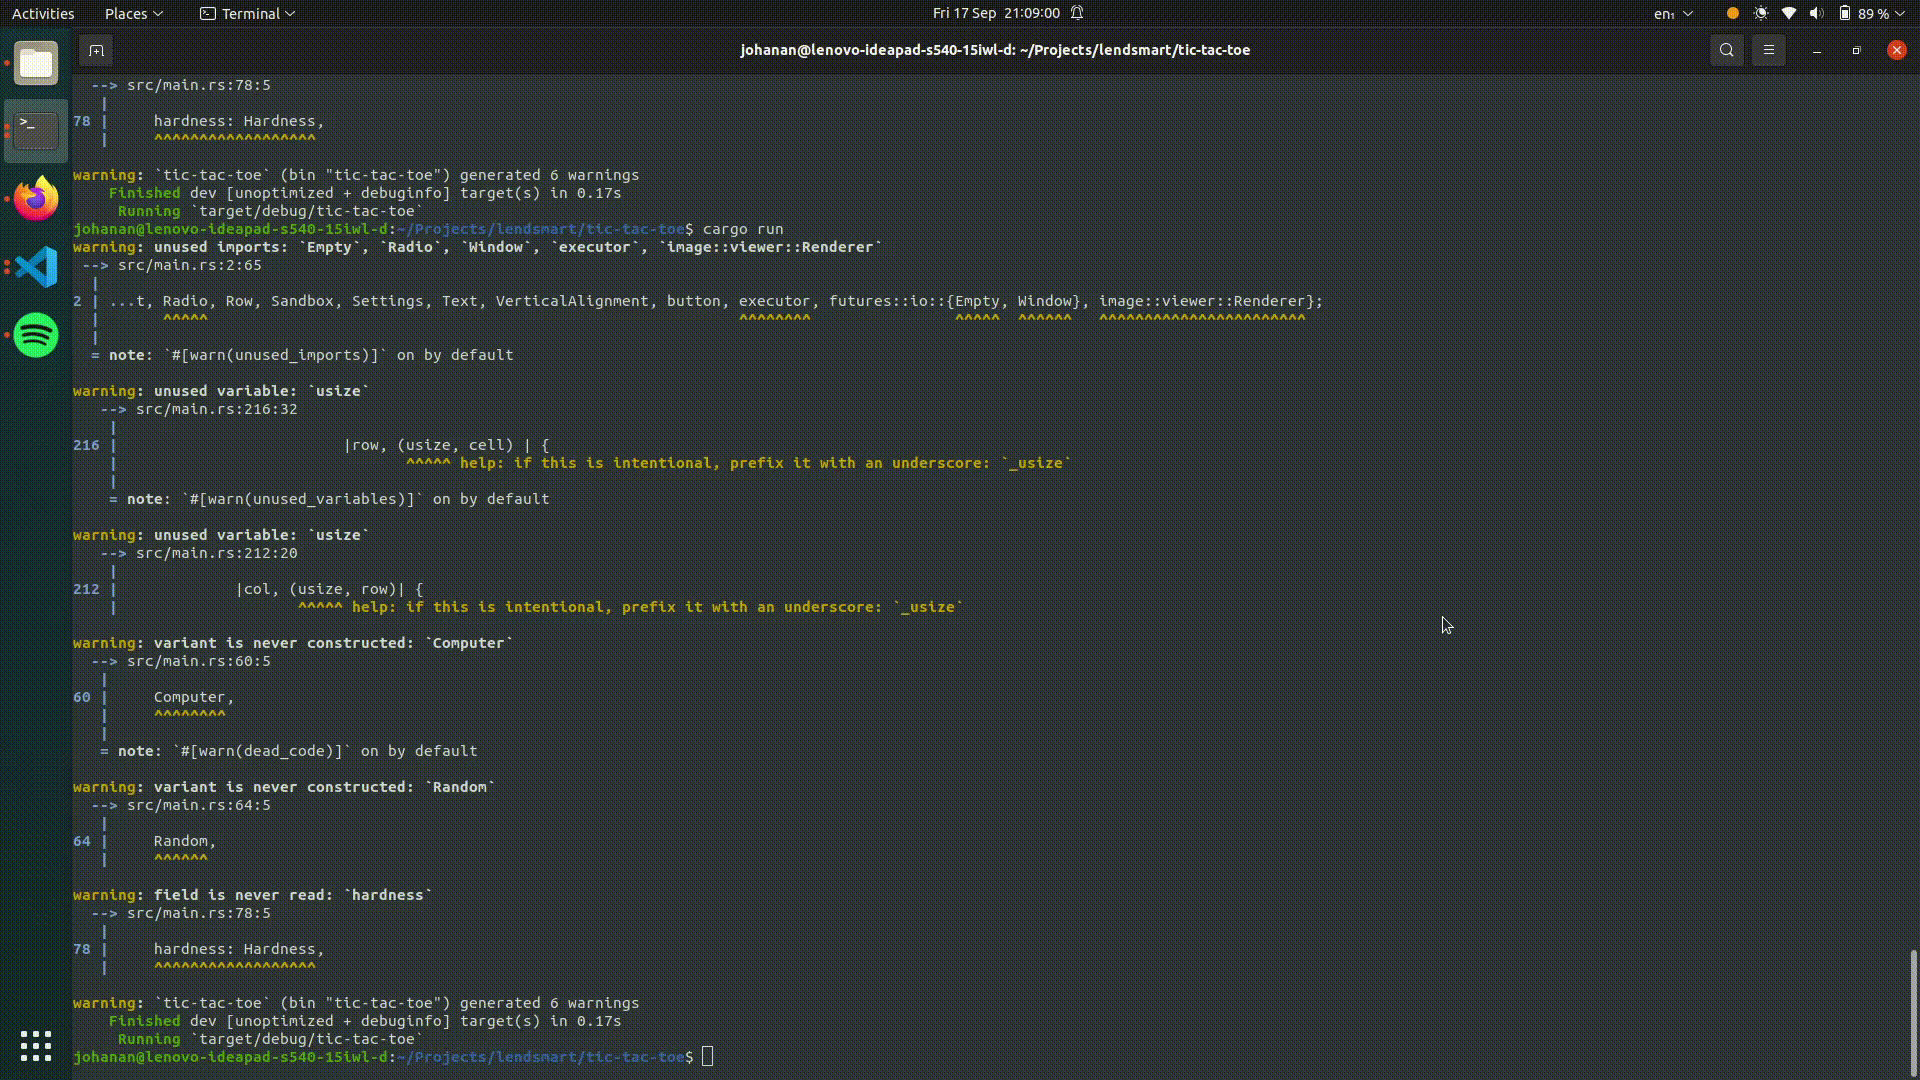 Activities Places Terminal Fri 17 Sep 21:09:00 en₁ 89 %
johanan@lenovo-ideapad-s540-15iwl-d: ~/Projects/lendsmart/tic-tac-toe
--> src/main.rs:78:5
|
78 | hardness: Hardness,
| ^^^^^^^^^^^^^^^^^^
warning: `tic-tac-toe` (bin "tic-tac-toe") generated 6 warnings
Finished dev [unoptimized + debuginfo] target(s) in 0.17s
Running `target/debug/tic-tac-toe`
johanan@lenovo-ideapad-s540-15iwl-d:~/Projects/lendsmart/tic-tac-toe$ cargo run
warning: unused imports: `Empty`, `Radio`, `Window`, `executor`, `image::viewer::Renderer`
--> src/main.rs:2:65
|
2 | ...t, Radio, Row, Sandbox, Settings, Text, VerticalAlignment, button, executor, futures::io::{Empty, Window}, image::viewer::Renderer};
| ^^^^^ ^^^^^^^^ ^^^^^ ^^^^^^ ^^^^^^^^^^^^^^^^^^^^^^^
|
= note: `#[warn(unused_imports)]` on by default
warning: unused variable: `usize`
--> src/main.rs:216:32
|
216 | |row, (usize, cell) | {
| ^^^^^ help: if this is intentional, prefix it with an underscore: `_usize`
|
= note: `#[warn(unused_variables)]` on by default
warning: unused variable: `usize`
--> src/main.rs:212:20
|
212 | |col, (usize, row)| {
| ^^^^^ help: if this is intentional, prefix it with an underscore: `_usize`
warning: variant is never constructed: `Computer`
--> src/main.rs:60:5
|
60 | Computer,
| ^^^^^^^^
|
= note: `#[warn(dead_code)]` on by default
warning: variant is never constructed: `Random`
--> src/main.rs:64:5
|
64 | Random,
| ^^^^^^
warning: field is never read: `hardness`
--> src/main.rs:78:5
|
78 | hardness: Hardness,
| ^^^^^^^^^^^^^^^^^^
warning: `tic-tac-toe` (bin "tic-tac-toe") generated 6 warnings
Finished dev [unoptimized + debuginfo] target(s) in 0.17s
Running `target/debug/tic-tac-toe`
johanan@lenovo-ideapad-s540-15iwl-d:~/Projects/lendsmart/tic-tac-toe$